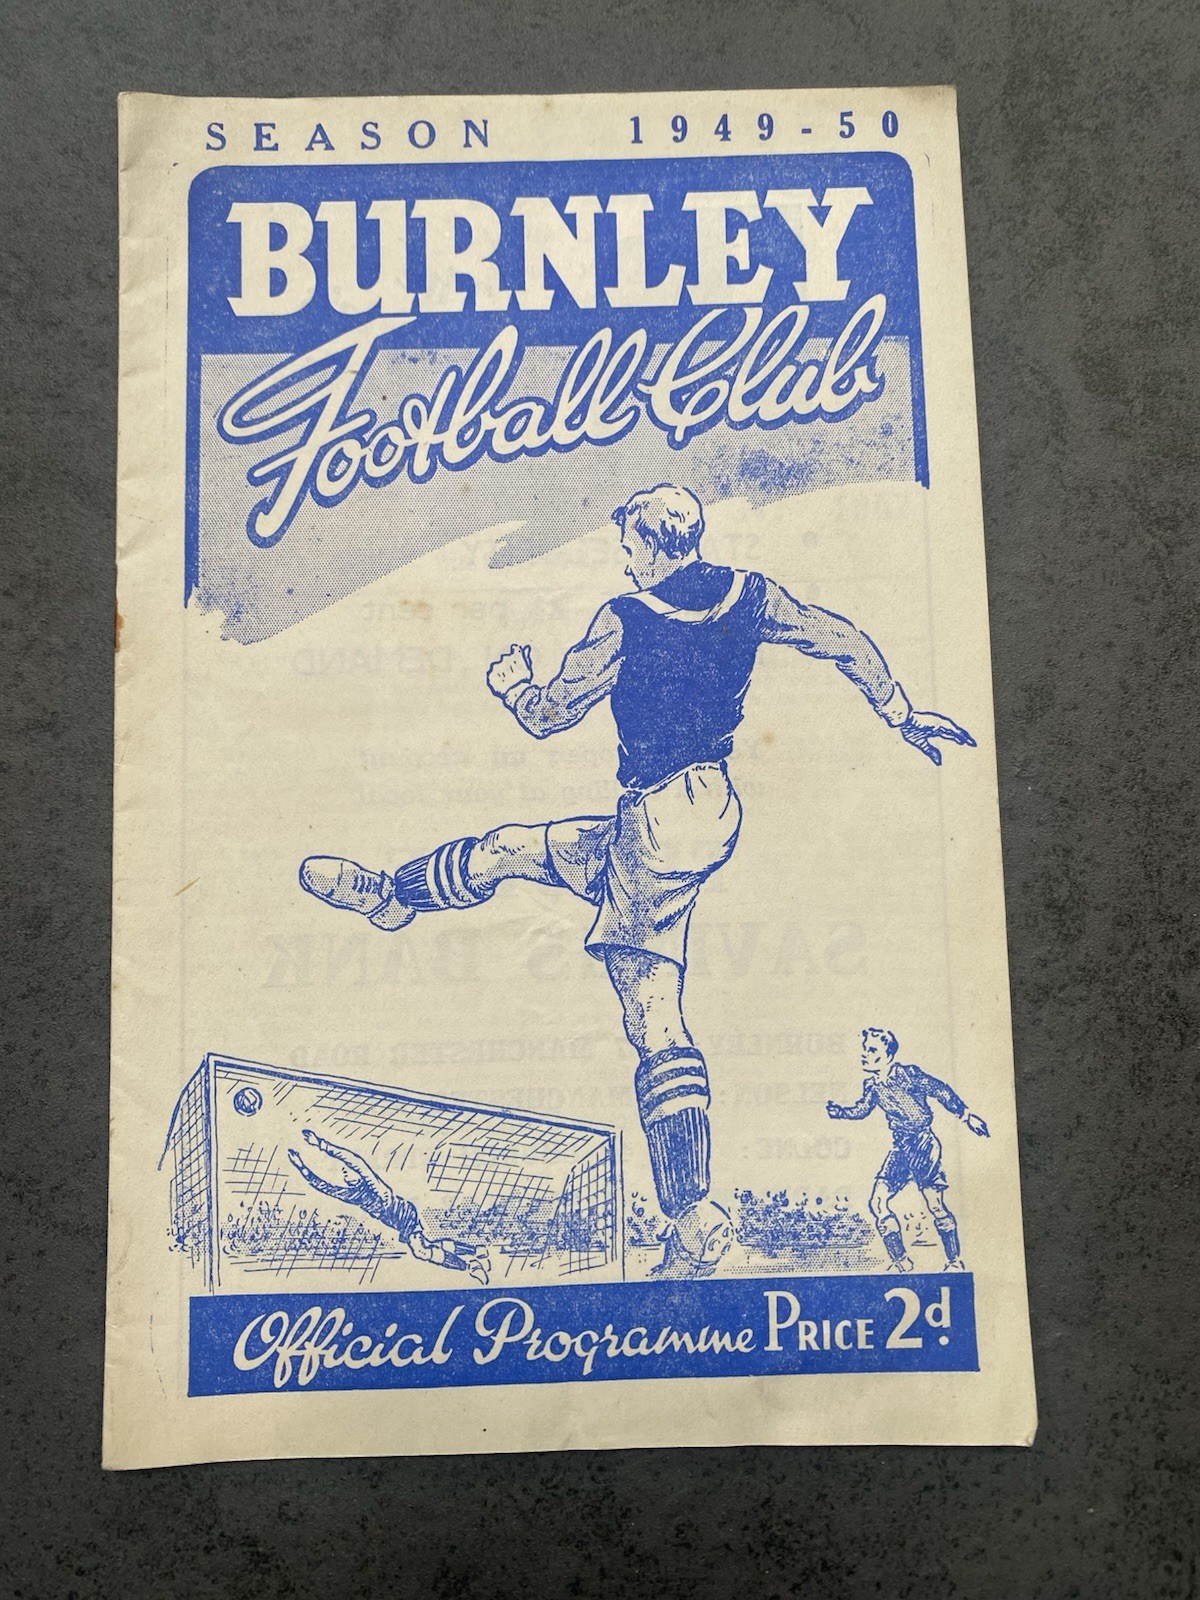 SEASON 1949-50
BURNLEY
Football Club
Official Programme PRICE 2d.